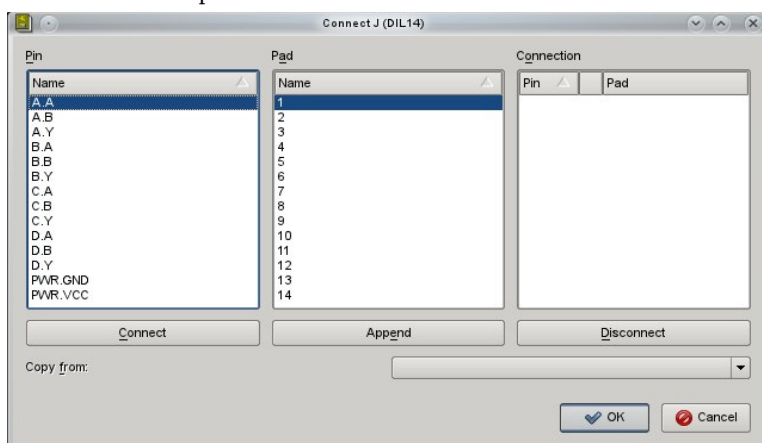 Connect J (DIL14)
Pin
Pad
Connection
Name
Name
Pin
Pad
A.A
A.B
A.Y
B.A
B.B
B.Y
C.A
C.B
C.Y
D.A
D.B
D.Y
PWR.GND
PWR.VCC
1
2
3
4
5
6
7
8
9
10
11
12
13
14
Connect
Append
Disconnect
Copy from:
OK
Cancel